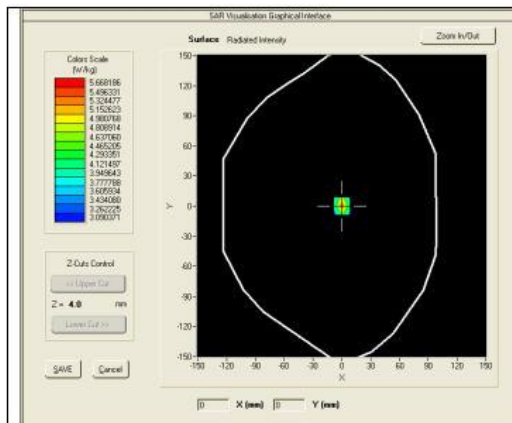 SAR Visualisation Graphical Interface
Surface Radiated Intensity
Zoom In/Out
Colors Scale
(W/kg)
5.668186
5.496331
5.324477
5.152623
4.980768
4.808914
4.637060
4.465205
4.293351
4.121497
3.949643
3.777788
3.605934
3.434080
3.262225
3.090371
Z-Cuts Control
<< Upper Cut
Z = 4.0 mm
Lower Cut >>
SAVE Cancel
150
120
90
60
30
0
-30
-60
-90
-120
-150
Y
-150 -120 -90 -60 -30 0 30 60 90 120 150
X
0 X (mm) 0 Y (mm)